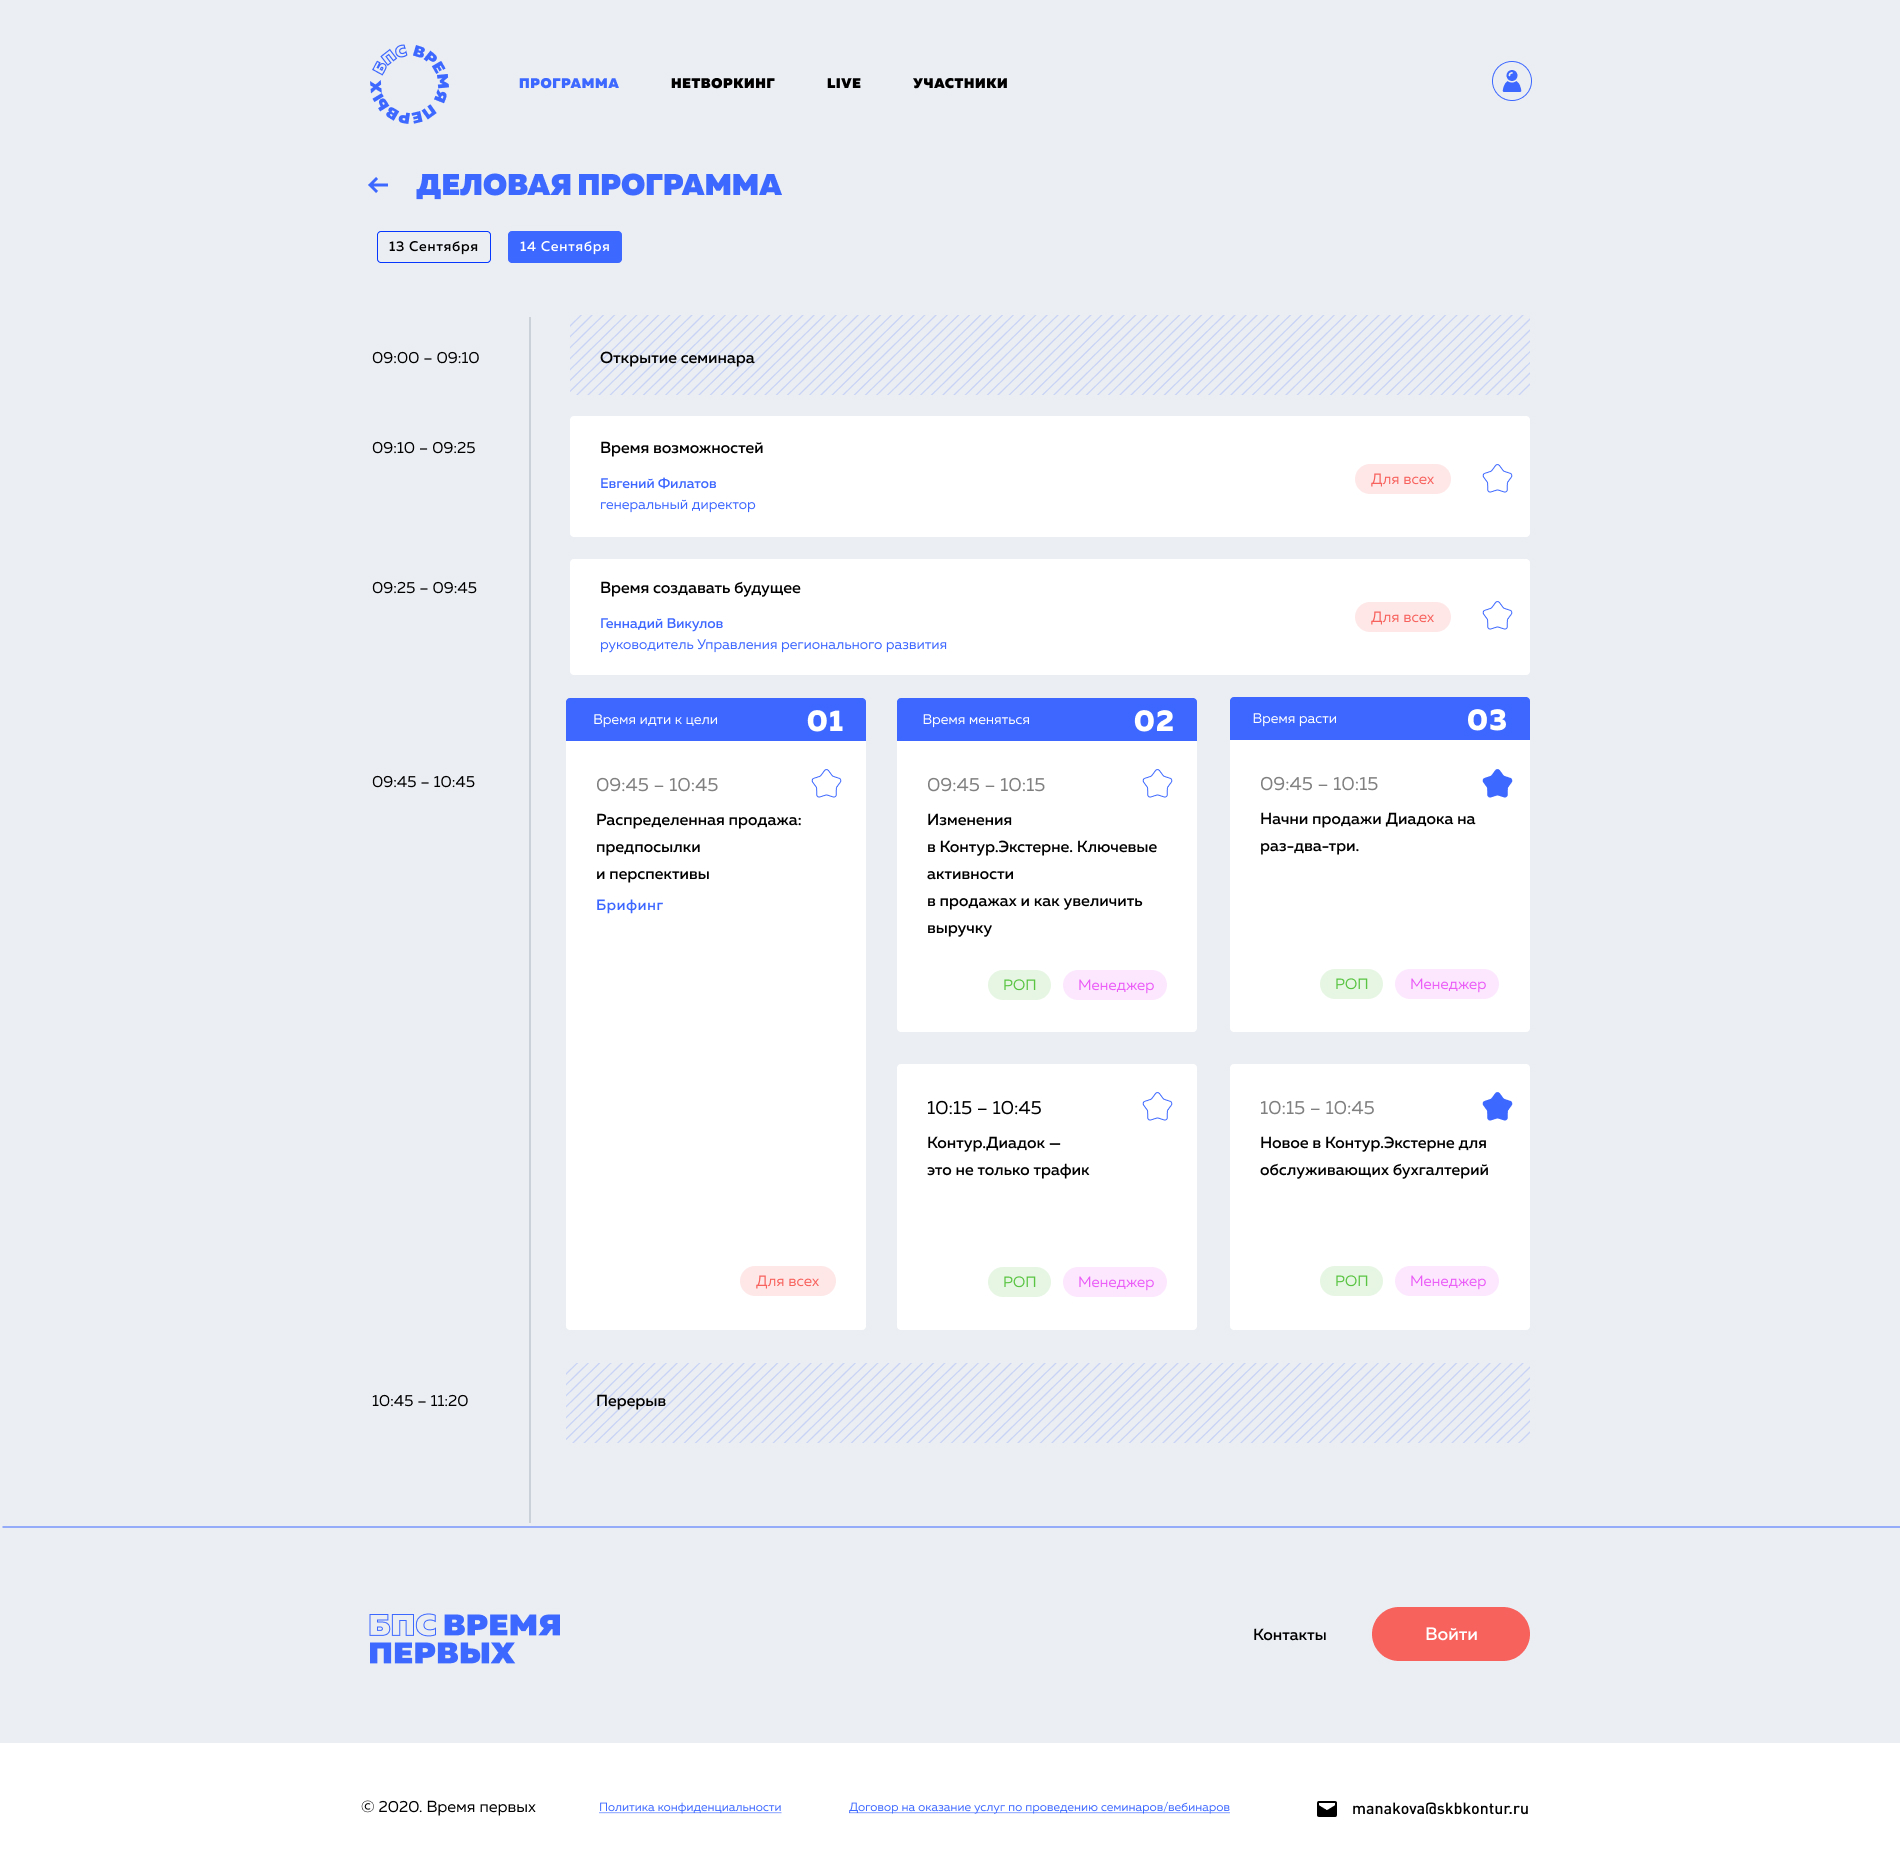 БПС ВРЕМЯ ПЕРВЫХ
ПРОГРАММА
НЕТВОРКИНГ
LIVE
УЧАСТНИКИ
ДЕЛОВАЯ ПРОГРАММА
13 Сентября
14 Сентября
09:00 – 09:10
Открытие семинара
09:10 – 09:25
Время возможностей
Евгений Филатов
генеральный директор
Для всех
09:25 – 09:45
Время создавать будущее
Геннадий Викулов
руководитель Управления регионального развития
Для всех
09:45 – 10:45
Время идти к цели
01
09:45 – 10:45
Распределенная продажа:
предпосылки
и перспективы
Брифинг
Для всех
Время меняться
02
09:45 – 10:15
Изменения
в Контур.Экстерне. Ключевые
активности
в продажах и как увеличить
выручку
РОП
Менеджер
10:15 – 10:45
Контур.Диадок —
это не только трафик
РОП
Менеджер
Время расти
03
09:45 – 10:15
Начни продажи Диадока на
раз-два-три.
РОП
Менеджер
10:15 – 10:45
Новое в Контур.Экстерне для
обслуживающих бухгалтерий
РОП
Менеджер
10:45 – 11:20
Перерыв
БПС ВРЕМЯ
ПЕРВЫХ
Контакты
Войти
© 2020. Время первых
Политика конфиденциальности
Договор на оказание услуг по проведению семинаров/вебинаров
manakova@skbkontur.ru